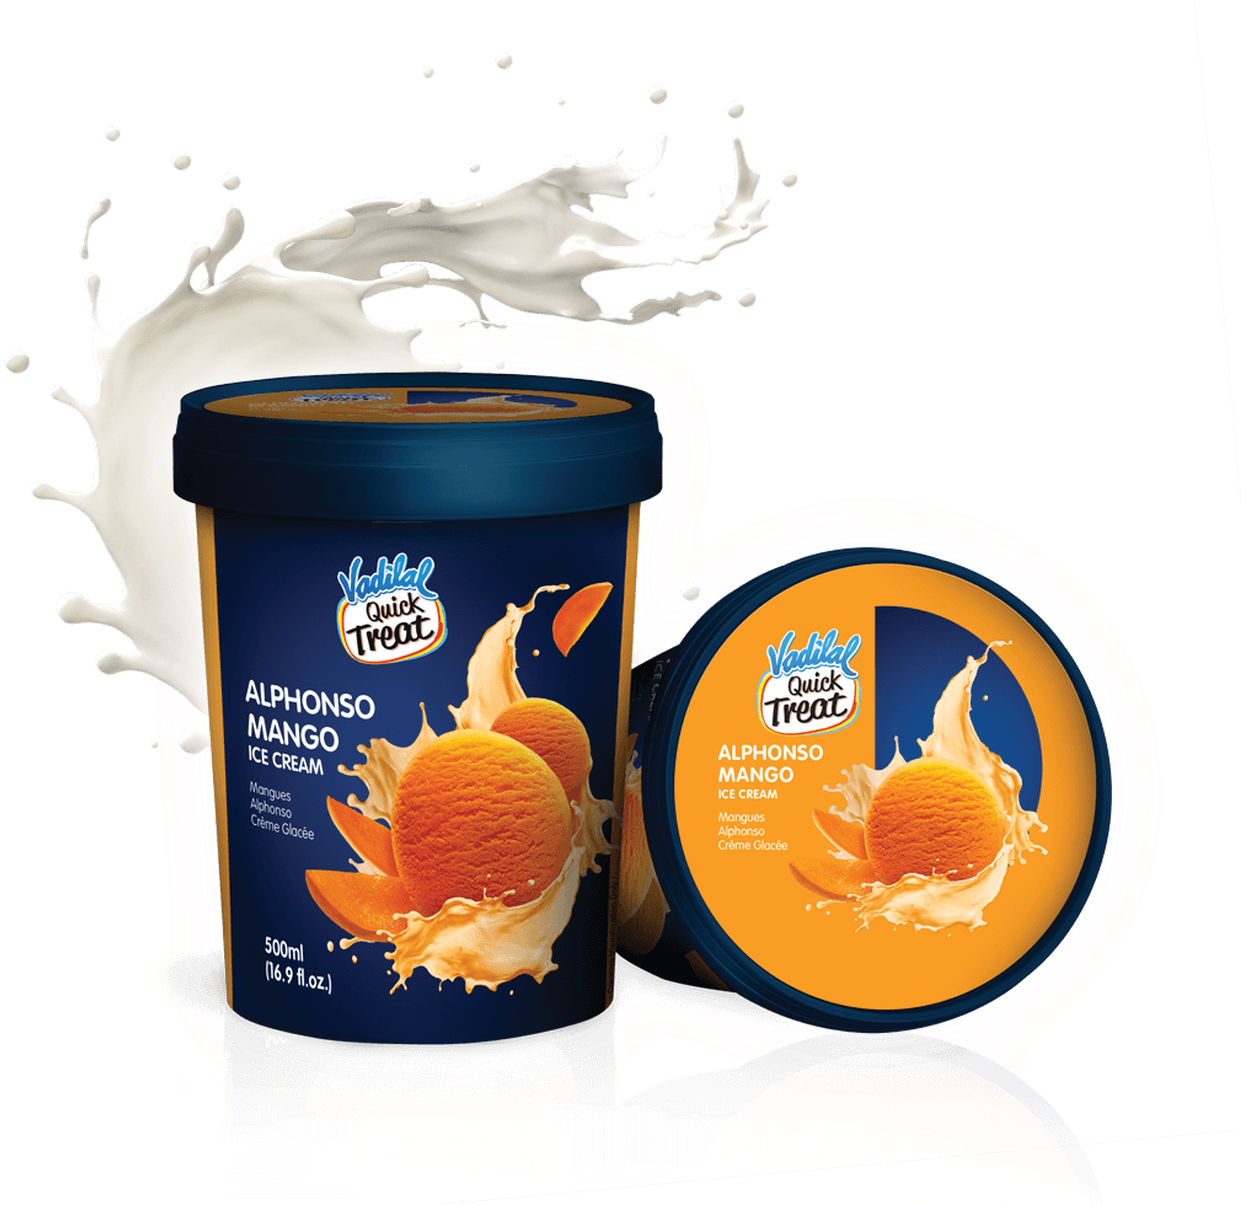 Vadilal
Quick
Treat
ALPHONSO
MANGO
ICE CREAM
Mangues
Alphonso
Crème Glacée
500ml
(16.9 fl.oz.)
Vadilal
Quick
Treat
ALPHONSO
MANGO
ICE CREAM
Mangues
Alphonso
Crème Glacée